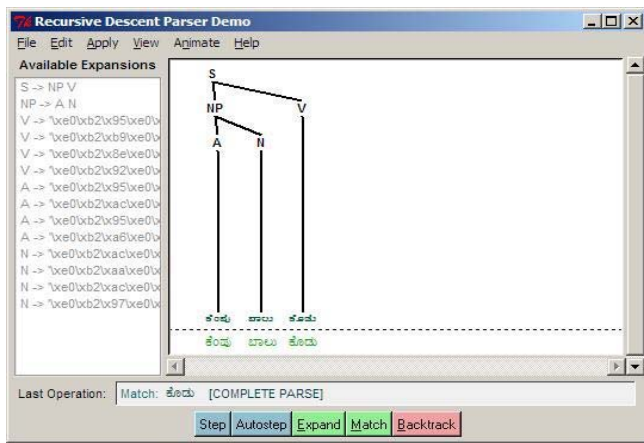 Recursive Descent Parser Demo
File Edit Apply View Animate Help
Available Expansions
S -> NP V
NP -> A N
V -> "\xe0\xb2\x95\xe0\x
V -> "\xe0\xb2\xb9\xe0\x
V -> "\xe0\xb2\x8e\xe0\x
V -> "\xe0\xb2\x92\xe0\x
A -> "\xe0\xb2\x95\xe0\x
A -> "\xe0\xb2\xac\xe0\x
A -> "\xe0\xb2\x95\xe0\x
A -> "\xe0\xb2\xa6\xe0\x
N -> "\xe0\xb2\xac\xe0\x
N -> "\xe0\xb2\xaa\xe0\x
N -> "\xe0\xb2\xac\xe0\x
N -> "\xe0\xb2\x97\xe0\x
S
NP V
A N
ಕೆಂಪು ಬಾಲು ಕೊಡು
ಕೆಂಪು ಬಾಲು ಕೊಡು
Last Operation: Match: ಕೊಡು [COMPLETE PARSE]
Step Autostep Expand Match Backtrack